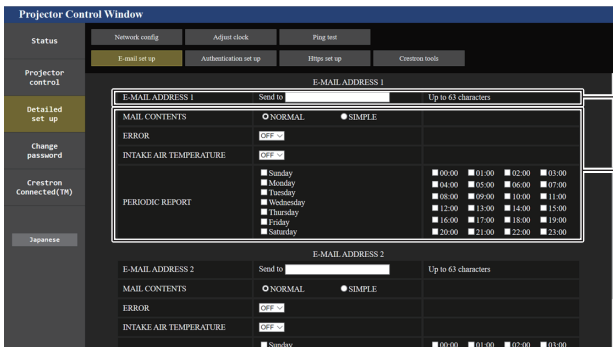 Projector Control Window
Status
Projector control
Detailed set up
Change password
Crestron Connected(TM)
Japanese
Network config Adjust clock Ping test
E-mail set up Authentication set up Https set up Crestron tools
E-MAIL ADDRESS 1
E-MAIL ADDRESS 1 Send to Up to 63 characters
MAIL CONTENTS NORMAL SIMPLE
ERROR OFF
INTAKE AIR TEMPERATURE OFF
PERIODIC REPORT
Sunday 00:00 01:00 02:00 03:00
Monday 04:00 05:00 06:00 07:00
Tuesday 08:00 09:00 10:00 11:00
Wednesday 12:00 13:00 14:00 15:00
Thursday 16:00 17:00 18:00 19:00
Friday 20:00 21:00 22:00 23:00
Saturday
E-MAIL ADDRESS 2
E-MAIL ADDRESS 2 Send to Up to 63 characters
MAIL CONTENTS NORMAL SIMPLE
ERROR OFF
INTAKE AIR TEMPERATURE OFF
Sunday 00:00 01:00 02:00 03:00